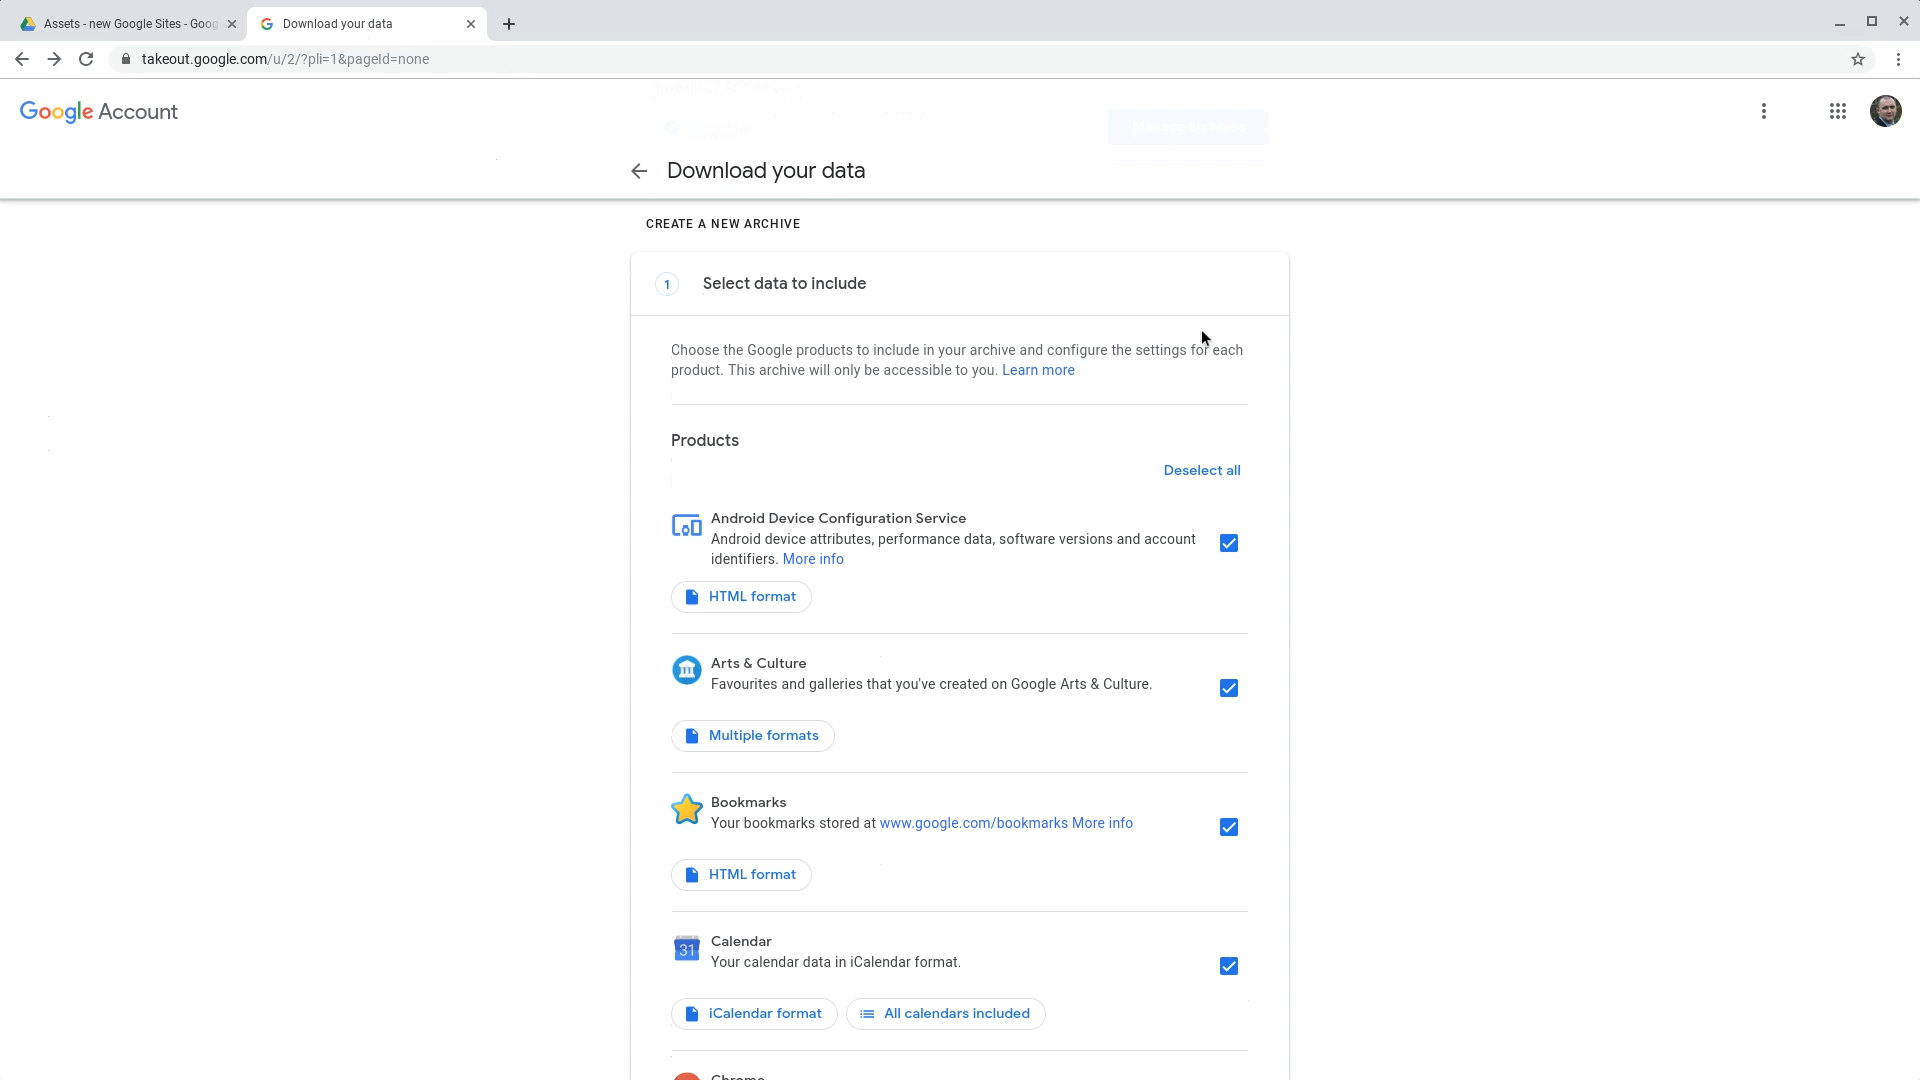 Assets - new Google Sites - Goog
Download your data
takeout.google.com/u/2/?pli=1&pageId=none
Google Account
Download your data
CREATE A NEW ARCHIVE
1 Select data to include
Choose the Google products to include in your archive and configure the settings for each
product. This archive will only be accessible to you. Learn more
Products
Deselect all
Android Device Configuration Service
Android device attributes, performance data, software versions and account
identifiers. More info
HTML format
Arts & Culture
Favourites and galleries that you've created on Google Arts & Culture.
Multiple formats
Bookmarks
Your bookmarks stored at www.google.com/bookmarks More info
HTML format
31
Calendar
Your calendar data in iCalendar format.
iCalendar format
All calendars included
Chrome